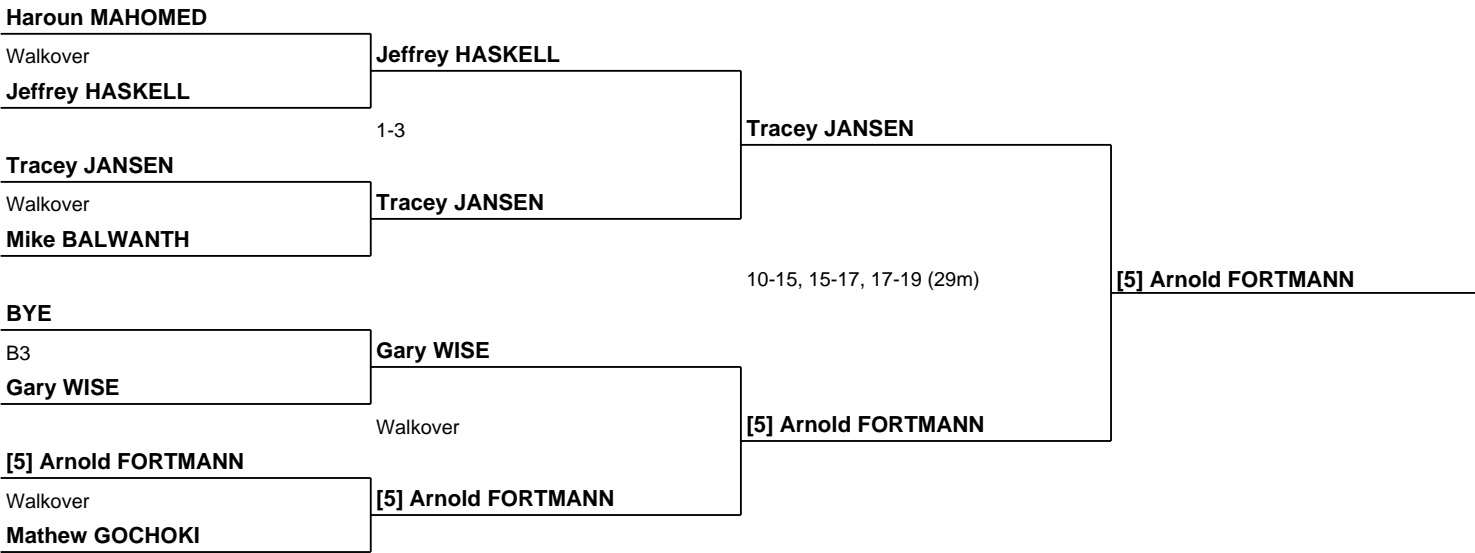 Haroun MAHOMED
Walkover
Jeffrey HASKELL
Jeffrey HASKELL
1-3
Tracey JANSEN
Tracey JANSEN
Walkover
Tracey JANSEN
Mike BALWANTH
10-15, 15-17, 17-19 (29m)
[5] Arnold FORTMANN
BYE
B3
Gary WISE
Gary WISE
Walkover
[5] Arnold FORTMANN
[5] Arnold FORTMANN
Walkover
[5] Arnold FORTMANN
Mathew GOCHOKI